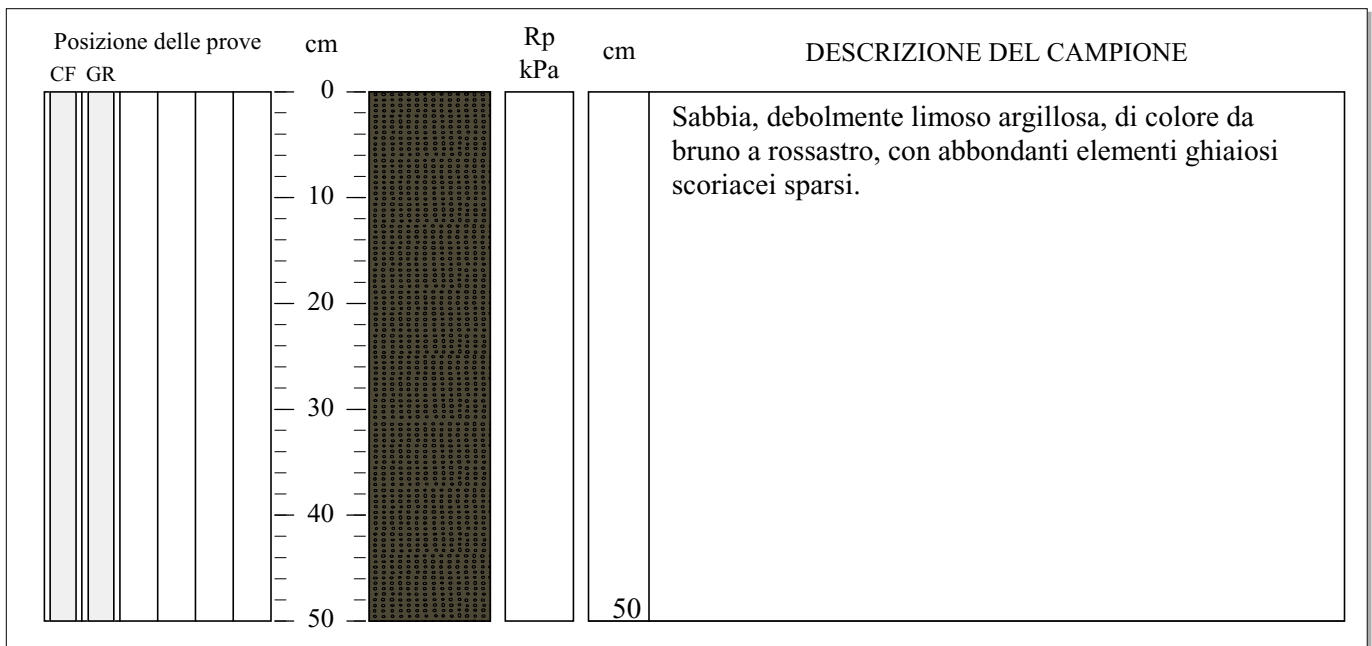 Posizione delle prove
CF GR
cm
Rp
kPa
cm
DESCRIZIONE DEL CAMPIONE
0
10
20
30
40
50
50
Sabbia, debolmente limoso argillosa, di colore da
bruno a rossastro, con abbondanti elementi ghiaiosi
scoriacei sparsi.